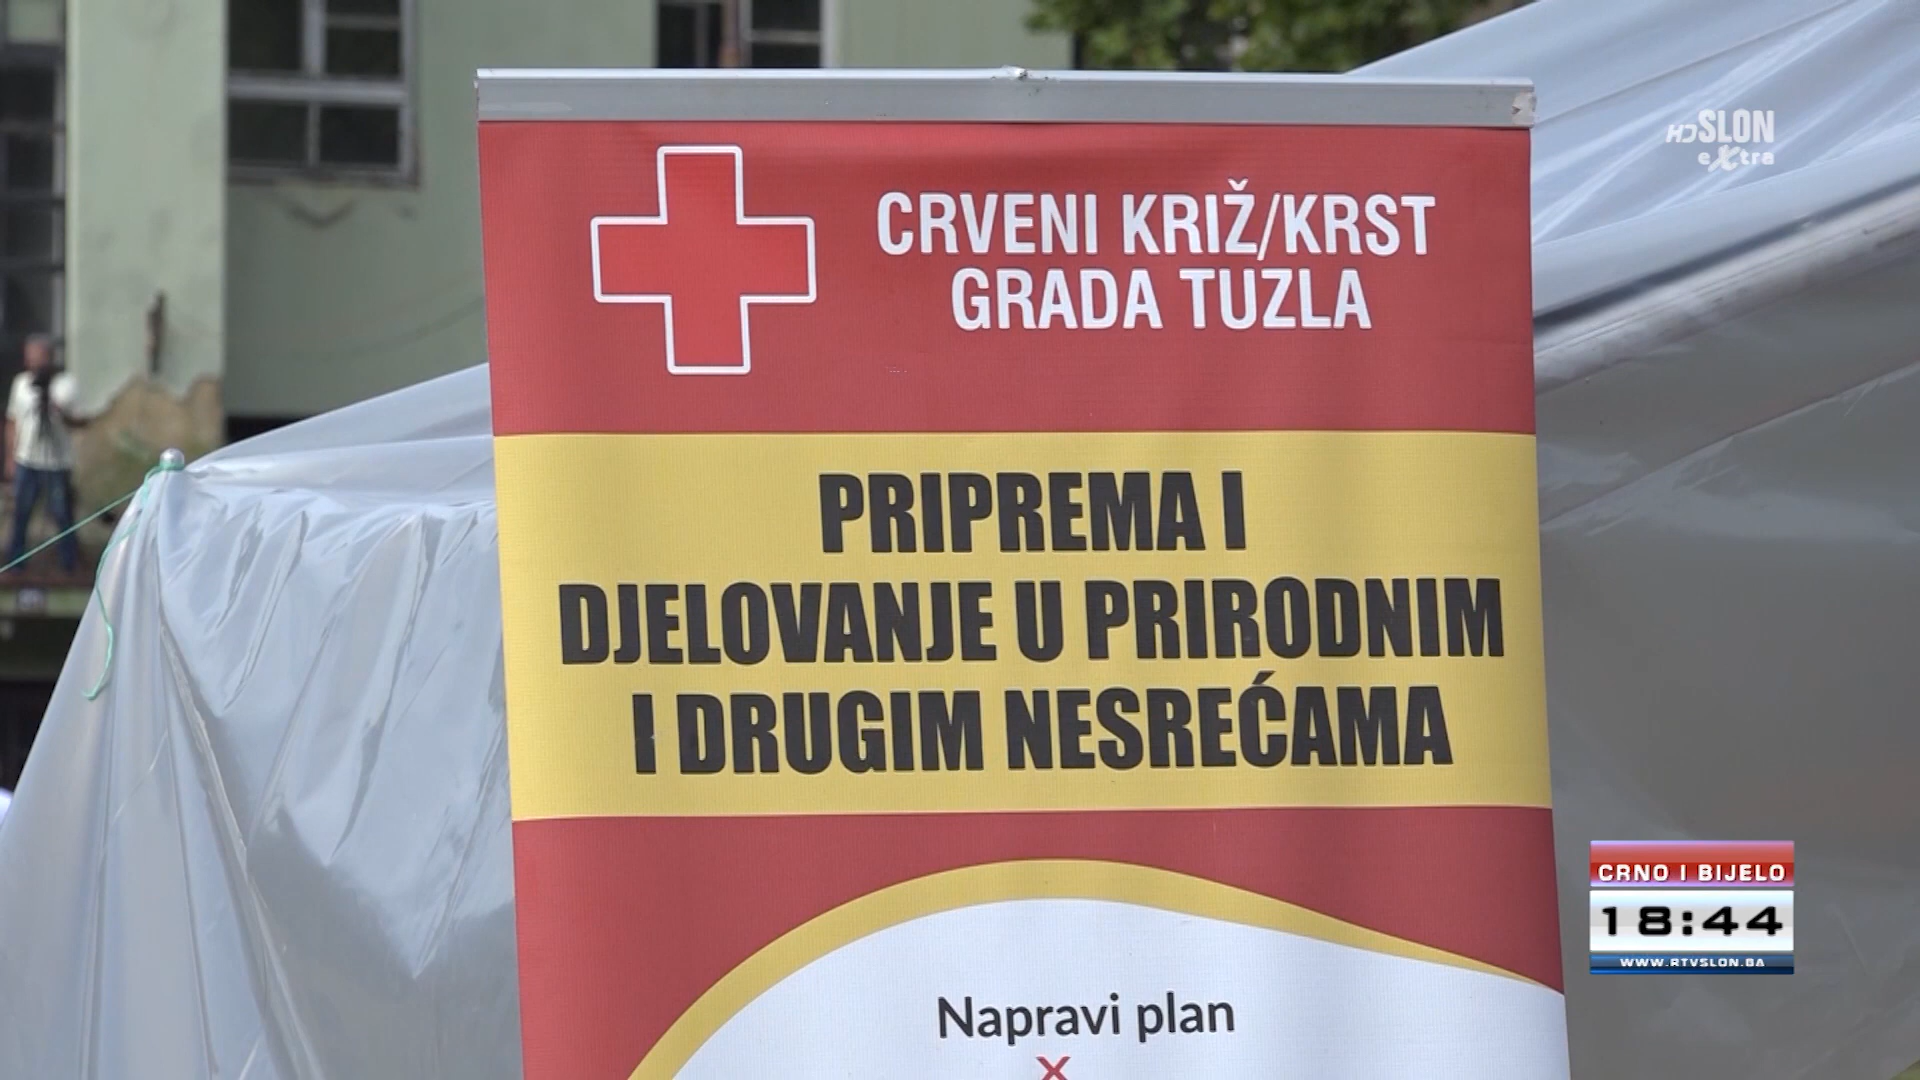 CRVENI KRIŽ/KRST
GRADA TUZLA
PRIPREMA I
DJELOVANJE U PRIRODNIM
I DRUGIM NESREĆAMA
Napravi plan
HD SLON
eXtra
CRNO I BIJELO
18:44
WWW.RTVSLON.BA